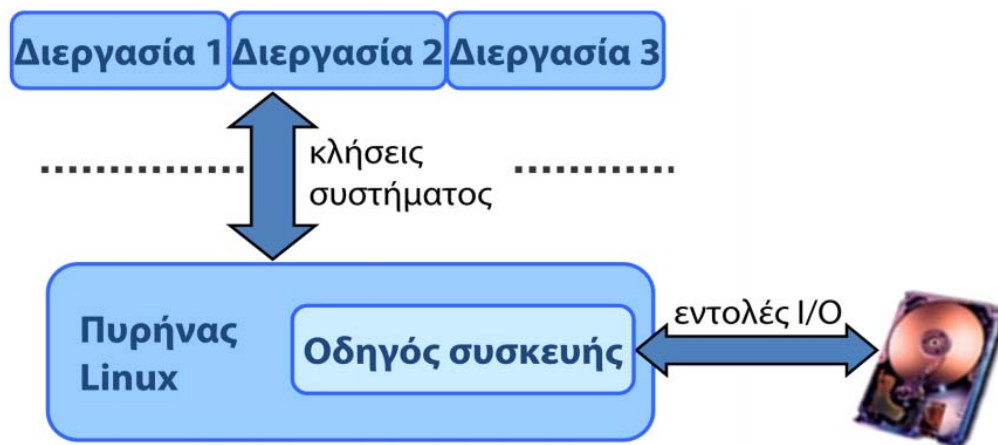 Διεργασία 1 Διεργασία 2 Διεργασία 3
κλήσεις
συστήματος
Πυρήνας
Linux
Οδηγός συσκευής
εντολές I/O